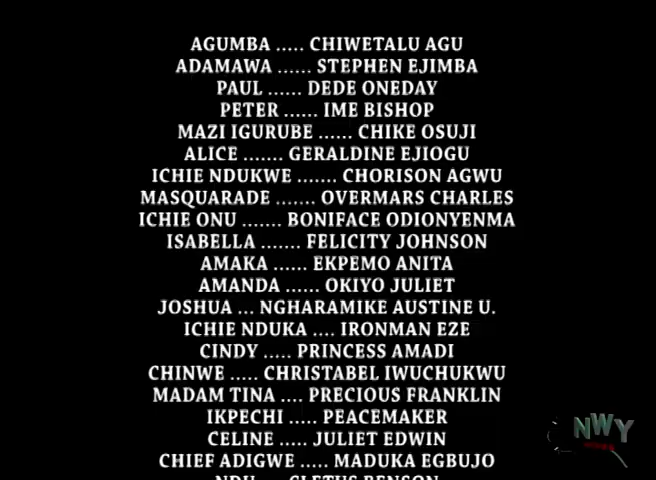 AGUMBA ..... CHIWETALU AGU
ADAMAWA ...... STEPHEN EJIMBA
PAUL ...... DEDE ONEDAY
PETER ...... IME BISHOP
MAZI IGURUBE ...... CHIKE OSUJI
ALICE ....... GERALDINE EJIOGU
ICHIE NDUKWE ....... CHORISON AGWU
MASQUARADE ....... OVERMARS CHARLES
ICHIE ONU ....... BONIFACE ODIONYENMA
ISABELLA ....... FELICITY JOHNSON
AMAKA ...... EKPEMO ANITA
AMANDA ...... OKIYO JULIET
JOSHUA ... NGHARAMIKE AUSTINE U.
ICHIE NDUKA .... IRONMAN EZE
CINDY ..... PRINCESS AMADI
CHINWE ..... CHRISTABEL IWUCHUKWU
MADAM TINA .... PRECIOUS FRANKLIN
IKPECHI ..... PEACEMAKER
CELINE ..... JULIET EDWIN
CHIEF ADIGWE ..... MADUKA EGBUJO
NWY